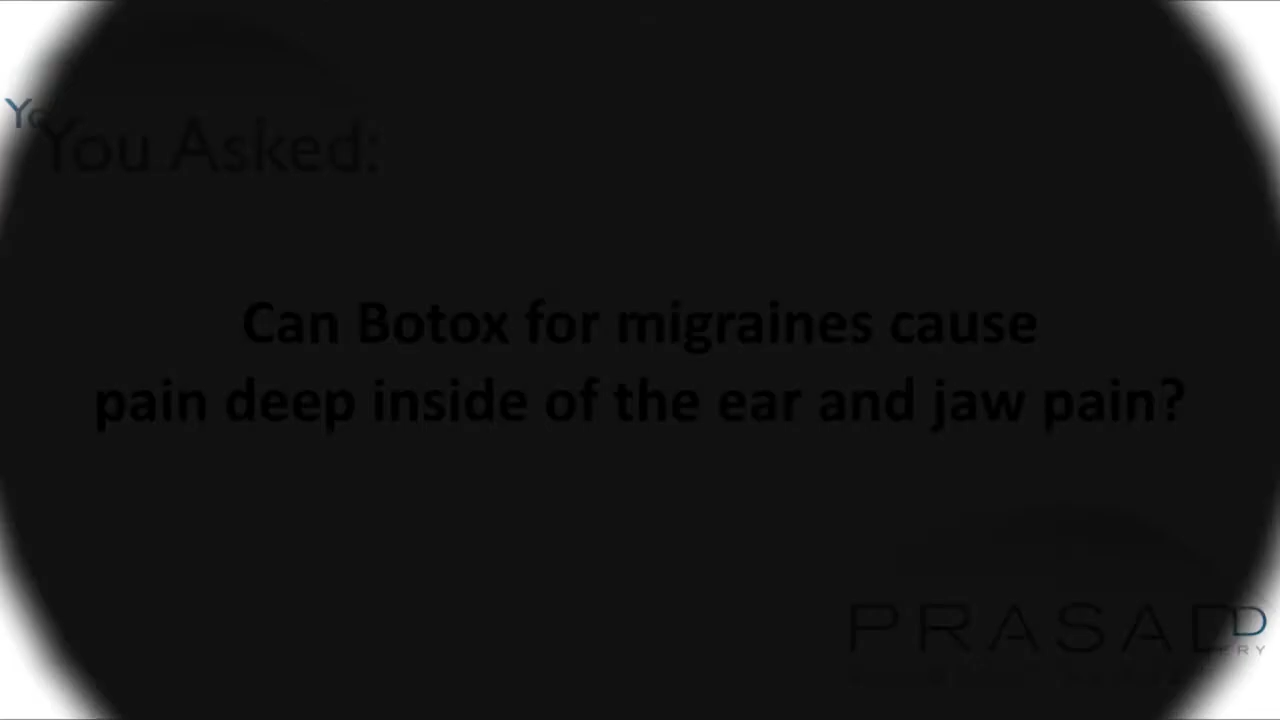 You Asked:
Can Botox for migraines cause
pain deep inside of the ear and jaw pain?
PRASAD